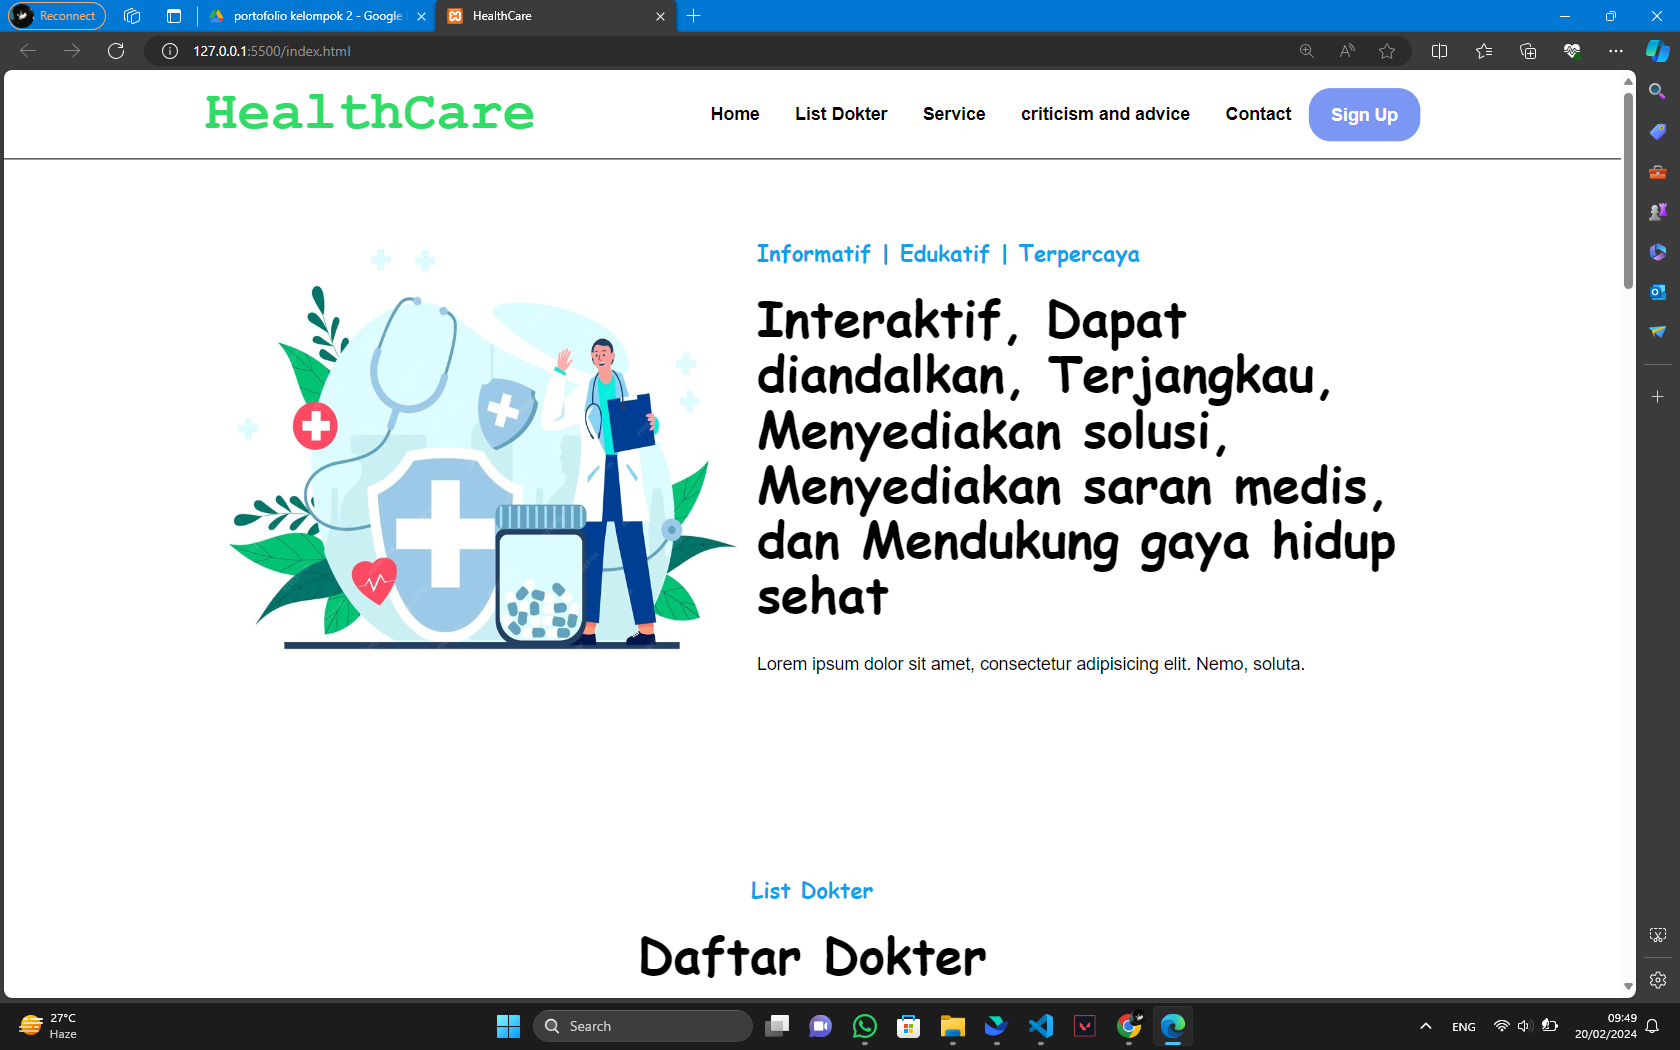 Reconnect
portofolio kelompok 2 - Google
HealthCare
127.0.0.1:5500/index.html
HealthCare
Home
List Dokter
Service
criticism and advice
Contact
Sign Up
Informatif | Edukatif | Terpercaya
Interaktif, Dapat
diandalkan, Terjangkau,
Menyediakan solusi,
Menyediakan saran medis,
dan Mendukung gaya hidup
sehat
Lorem ipsum dolor sit amet, consectetur adipisicing elit. Nemo, soluta.
List Dokter
Daftar Dokter
27°C
Haze
Search
ENG
09:49
20/02/2024